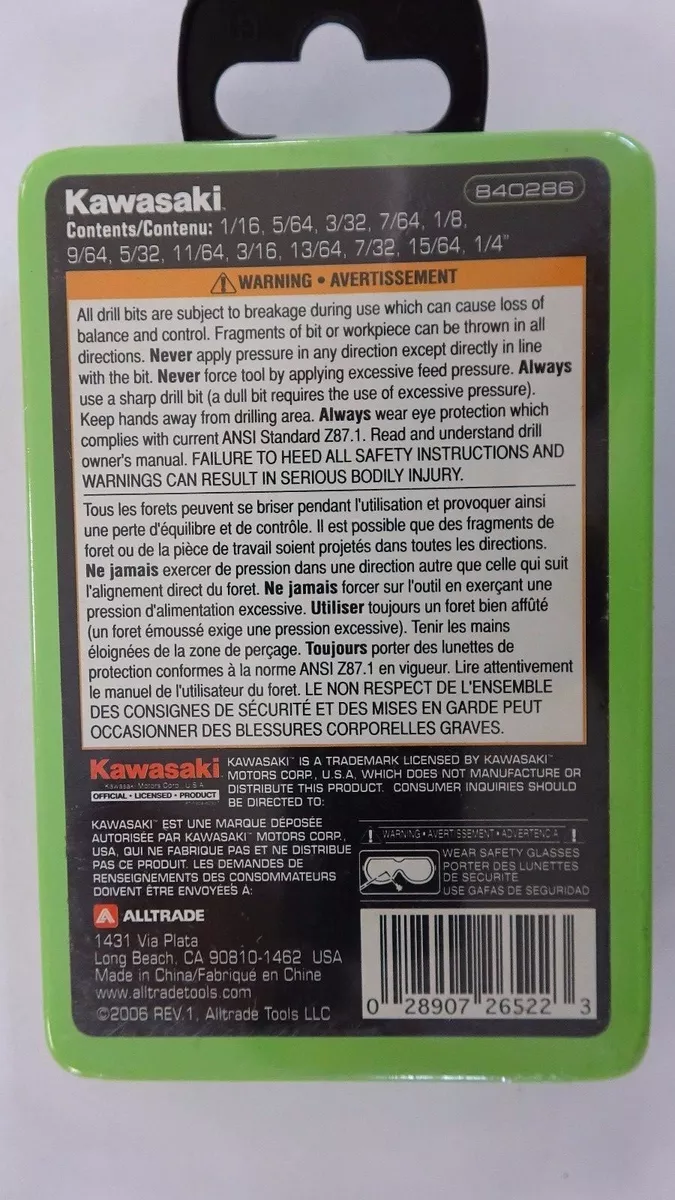 Kawasaki™ 840286
Contents/Contenu: 1/16, 5/64, 3/32, 7/64, 1/8,
9/64, 5/32, 11/64, 3/16, 13/64, 7/32, 15/64, 1/4"
WARNING • AVERTISSEMENT
All drill bits are subject to breakage during use which can cause loss of
balance and control. Fragments of bit or workpiece can be thrown in all
directions. Never apply pressure in any direction except directly in line
with the bit. Never force tool by applying excessive feed pressure. Always
use a sharp drill bit (a dull bit requires the use of excessive pressure).
Keep hands away from drilling area. Always wear eye protection which
complies with current ANSI Standard Z87.1. Read and understand drill
owner's manual. FAILURE TO HEED ALL SAFETY INSTRUCTIONS AND
WARNINGS CAN RESULT IN SERIOUS BODILY INJURY.
Tous les forets peuvent se briser pendant l'utilisation et provoquer ainsi
une perte d'équilibre et de contrôle. Il est possible que des fragments de
foret ou de la pièce de travail soient projetés dans toutes les directions.
Ne jamais exercer de pression dans une direction autre que celle qui suit
l'alignement direct du foret. Ne jamais forcer sur l'outil en exerçant une
pression d'alimentation excessive. Utiliser toujours un foret bien affûté
(un foret émoussé exige une pression excessive). Tenir les mains
éloignées de la zone de perçage. Toujours porter des lunettes de
protection conformes à la norme ANSI Z87.1 en vigueur. Lire attentivement
le manuel de l'utilisateur du foret. LE NON RESPECT DE L'ENSEMBLE
DES CONSIGNES DE SÉCURITÉ ET DES MISES EN GARDE PEUT
OCCASIONNER DES BLESSURES CORPORELLES GRAVES.
Kawasaki
Kawasaki Motors Corp., U.S.A.
OFFICIAL • LICENSED • PRODUCT
KAWASAKI™ IS A TRADEMARK LICENSED BY KAWASAKI™
MOTORS CORP., U.S.A, WHICH DOES NOT MANUFACTURE OR
DISTRIBUTE THIS PRODUCT. CONSUMER INQUIRIES SHOULD
BE DIRECTED TO:
KAWASAKI™ EST UNE MARQUE DÉPOSÉE
AUTORISÉE PAR KAWASAKI™ MOTORS CORP.,
USA, QUI NE FABRIQUE PAS ET NE DISTRIBUE
PAS CE PRODUIT. LES DEMANDES DE
RENSEIGNEMENTS DES CONSOMMATEURS
DOIVENT ÊTRE ENVOYÉES À:
! WARNING • AVERTISSEMENT • ADVERTENCIA !
WEAR SAFETY GLASSES
PORTER DES LUNETTES
DE SECURITE
USE GAFAS DE SEGURIDAD
ALLTRADE
1431 Via Plata
Long Beach, CA 90810-1462 USA
Made in China/Fabriqué en Chine
www.alltradetools.com
©2006 REV.1, Alltrade Tools LLC
0 28907 26522 3